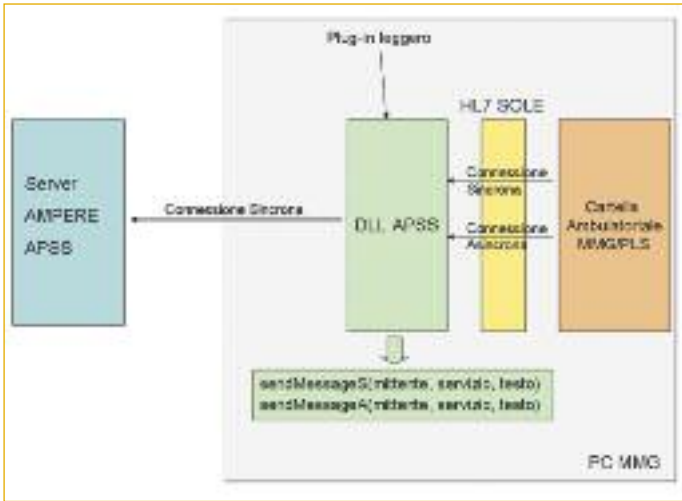 Plug-in leggero
HL7 SOLE
Server
AMPERE
APSS
Connessione Sincrona
DLL APSS
Connessione
Sincrona
Connessione
Asincrona
Cartella
Ambulatoriale
MMG/PLS
sendMessageS(mittente, servizio, testo)
sendMessageA(mittente, servizio, testo)
PC MMG